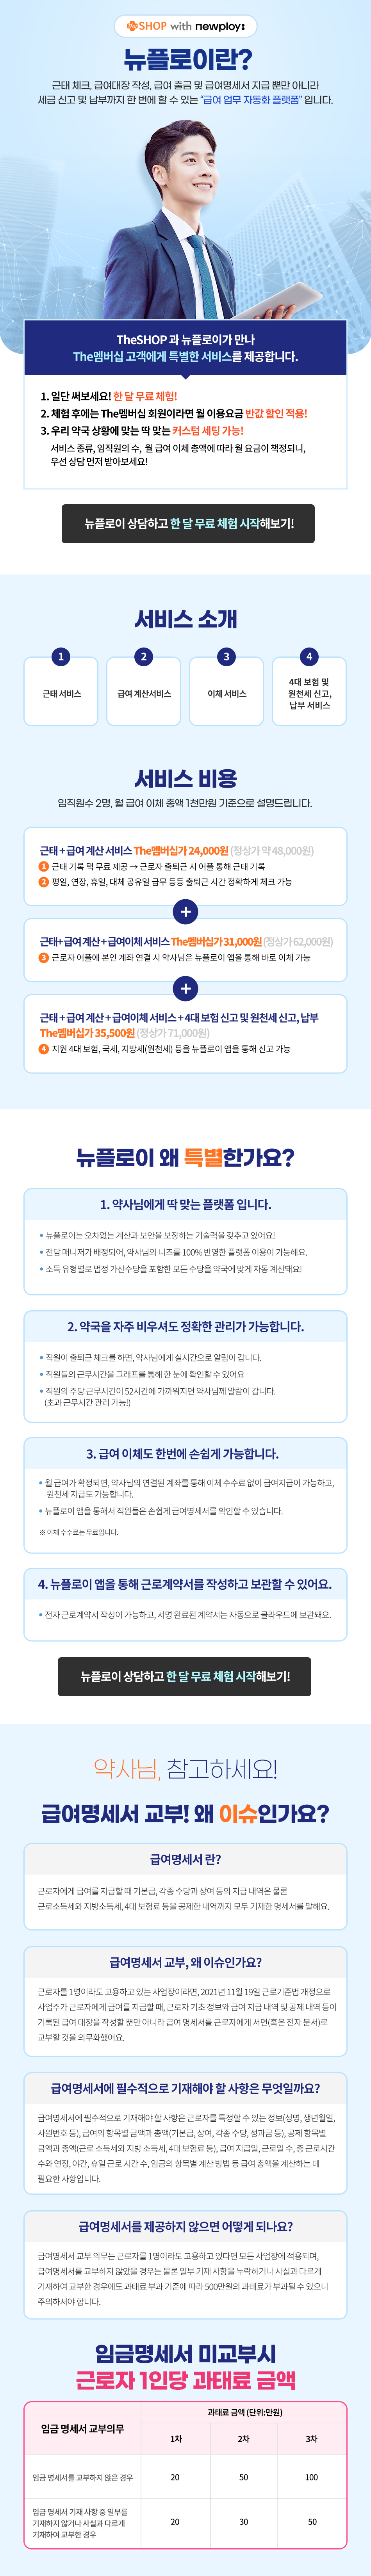 SHOP with newploy:
뉴플로이란?
근태 체크, 급여대장 작성, 급여 출금 및 급여명세서 지급 뿐만 아니라
세금 신고 및 납부까지 한 번에 할 수 있는 "급여 업무 자동화 플랫폼" 입니다.
TheSHOP 과 뉴플로이가 만나
The멤버십 고객에게 특별한 서비스를 제공합니다.
1. 일단 써보세요! 한 달 무료 체험!
2. 체험 후에는 The멤버십 회원이라면 월 이용요금 반값 할인 적용!
3. 우리 약국 상황에 맞는 딱 맞는 커스텀 세팅 가능!
서비스 종류, 임직원의 수, 월 급여 이체 총액에 따라 월 요금이 책정되니,
우선 상담 먼저 받아보세요!
뉴플로이 상담하고 한 달 무료 체험 시작해보기!
서비스 소개
1
근태 서비스
2
급여 계산서비스
3
이체 서비스
4
4대 보험 및
원천세 신고,
납부 서비스
서비스 비용
임직원수 2명, 월 급여 이체 총액 1천만원 기준으로 설명드립니다.
근태 + 급여 계산 서비스 The멤버십가 24,000원 (정상가 약 48,000원)
1 근태 기록 택 무료 제공 → 근로자 출퇴근 시 어플 통해 근태 기록
2 평일, 연장, 휴일, 대체 공유일 급무 등등 출퇴근 시간 정확하게 체크 가능
+
근태+ 급여 계산 + 급여이체 서비스 The멤버십가 31,000원 (정상가 62,000원)
3 근로자 어플에 본인 계좌 연결 시 약사님은 뉴플로이 앱을 통해 바로 이체 가능
+
근태 + 급여 계산 + 급여이체 서비스 + 4대 보험 신고 및 원천세 신고, 납부
The멤버십가 35,500원 (정상가 71,000원)
4 지원 4대 보험, 국세, 지방세(원천세) 등을 뉴플로이 앱을 통해 신고 가능
뉴플로이 왜 특별한가요?
1. 약사님에게 딱 맞는 플랫폼 입니다.
• 뉴플로이는 오차없는 계산과 보안을 보장하는 기술력을 갖추고 있어요!
• 전담 매니저가 배정되어, 약사님의 니즈를 100% 반영한 플랫폼 이용이 가능해요.
• 소득 유형별로 법정 가산수당을 포함한 모든 수당을 약국에 맞게 자동 계산돼요!
2. 약국을 자주 비우셔도 정확한 관리가 가능합니다.
• 직원이 출퇴근 체크를 하면, 약사님에게 실시간으로 알림이 갑니다.
• 직원들의 근무시간을 그래프를 통해 한 눈에 확인할 수 있어요
• 직원의 주당 근무시간이 52시간에 가까워지면 약사님께 알람이 갑니다.
(초과 근무시간 관리 가능!)
3. 급여 이체도 한번에 손쉽게 가능합니다.
• 월 급여가 확정되면, 약사님의 연결된 계좌를 통해 이체 수수료 없이 급여지급이 가능하고,
원천세 지급도 가능합니다.
• 뉴플로이 앱을 통해서 직원들은 손쉽게 급여명세서를 확인할 수 있습니다.
※ 이체 수수료는 무료입니다.
4. 뉴플로이 앱을 통해 근로계약서를 작성하고 보관할 수 있어요.
• 전자 근로계약서 작성이 가능하고, 서명 완료된 계약서는 자동으로 클라우드에 보관돼요.
뉴플로이 상담하고 한 달 무료 체험 시작해보기!
약사님, 참고하세요!
급여명세서 교부! 왜 이슈인가요?
급여명세서 란?
근로자에게 급여를 지급할 때 기본급, 각종 수당과 상여 등의 지급 내역은 물론
근로소득세와 지방소득세, 4대 보험료 등을 공제한 내역까지 모두 기재한 명세서를 말해요.
급여명세서 교부, 왜 이슈인가요?
근로자를 1명이라도 고용하고 있는 사업장이라면, 2021년 11월 19일 근로기준법 개정으로
사업주가 근로자에게 급여를 지급할 때, 근로자 기초 정보와 급여 지급 내역 및 공제 내역 등이
기록된 급여 대장을 작성할 뿐만 아니라 급여 명세서를 근로자에게 서면(혹은 전자 문서)로
교부할 것을 의무화했어요.
급여명세서에 필수적으로 기재해야 할 사항은 무엇일까요?
급여명세서에 필수적으로 기재해야 할 사항은 근로자를 특정할 수 있는 정보(성명, 생년월일,
사원번호 등), 급여의 항목별 금액과 총액(기본급, 상여, 각종 수당, 성과금 등), 공제 항목별
금액과 총액(근로 소득세와 지방 소득세, 4대 보험료 등), 급여 지급일, 근로일 수, 총 근로시간
수와 연장, 야간, 휴일 근로 시간 수, 임금의 항목별 계산 방법 등 급여 총액을 계산하는 데
필요한 사항입니다.
급여명세서를 제공하지 않으면 어떻게 되나요?
급여명세서 교부 의무는 근로자를 1명이라도 고용하고 있다면 모든 사업장에 적용되며,
급여명세서를 교부하지 않았을 경우는 물론 일부 기재 사항을 누락하거나 사실과 다르게
기재하여 교부한 경우에도 과태료 부과 기준에 따라 500만원의 과태료가 부과될 수 있으니
주의하셔야 합니다.
임금명세서 미교부시
근로자 1인당 과태료 금액
임금 명세서 교부의무
과태료 금액 (단위:만원)
1차 2차 3차
임금 명세서를 교부하지 않은 경우 20 50 100
임금 명세서 기재 사항 중 일부를
기재하지 않거나 사실과 다르게
기재하여 교부한 경우
20 30 50